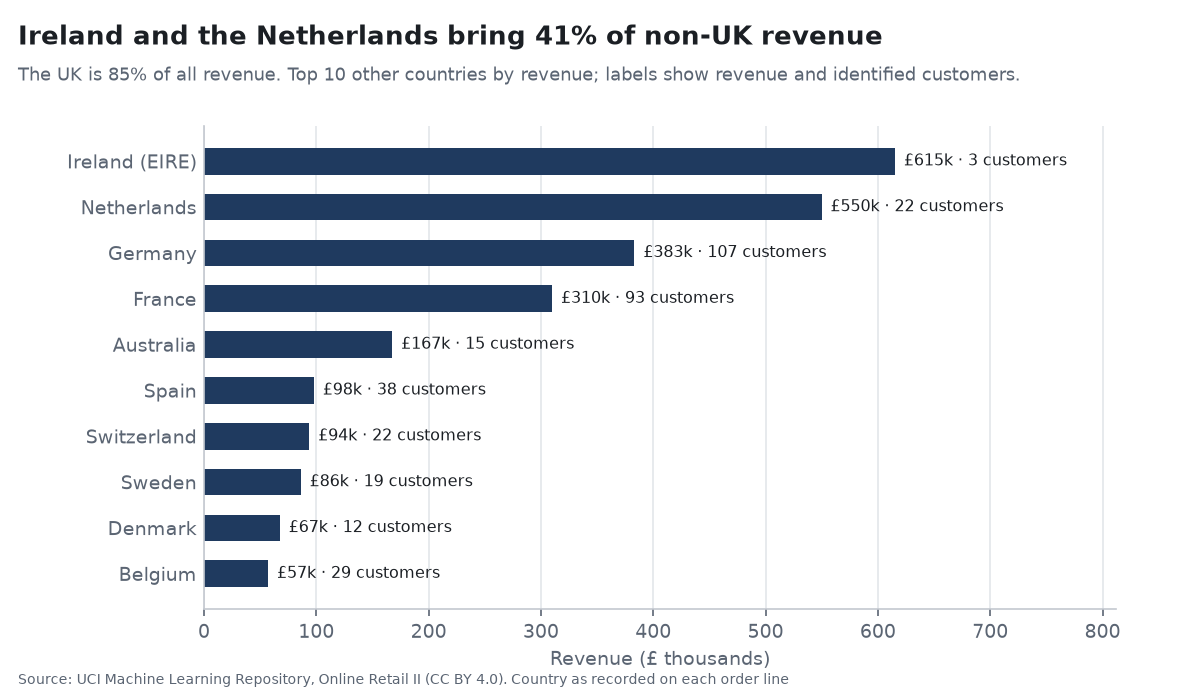 Ireland and the Netherlands bring 41% of non-UK revenue
The UK is 85% of all revenue. Top 10 other countries by revenue; labels show revenue and identified customers.
Ireland (EIRE) £615k · 3 customers
Netherlands £550k · 22 customers
Germany £383k · 107 customers
France £310k · 93 customers
Australia £167k · 15 customers
Spain £98k · 38 customers
Switzerland £94k · 22 customers
Sweden £86k · 19 customers
Denmark £67k · 12 customers
Belgium £57k · 29 customers
0 100 200 300 400 500 600 700 800
Revenue (£ thousands)
Source: UCI Machine Learning Repository, Online Retail II (CC BY 4.0). Country as recorded on each order line